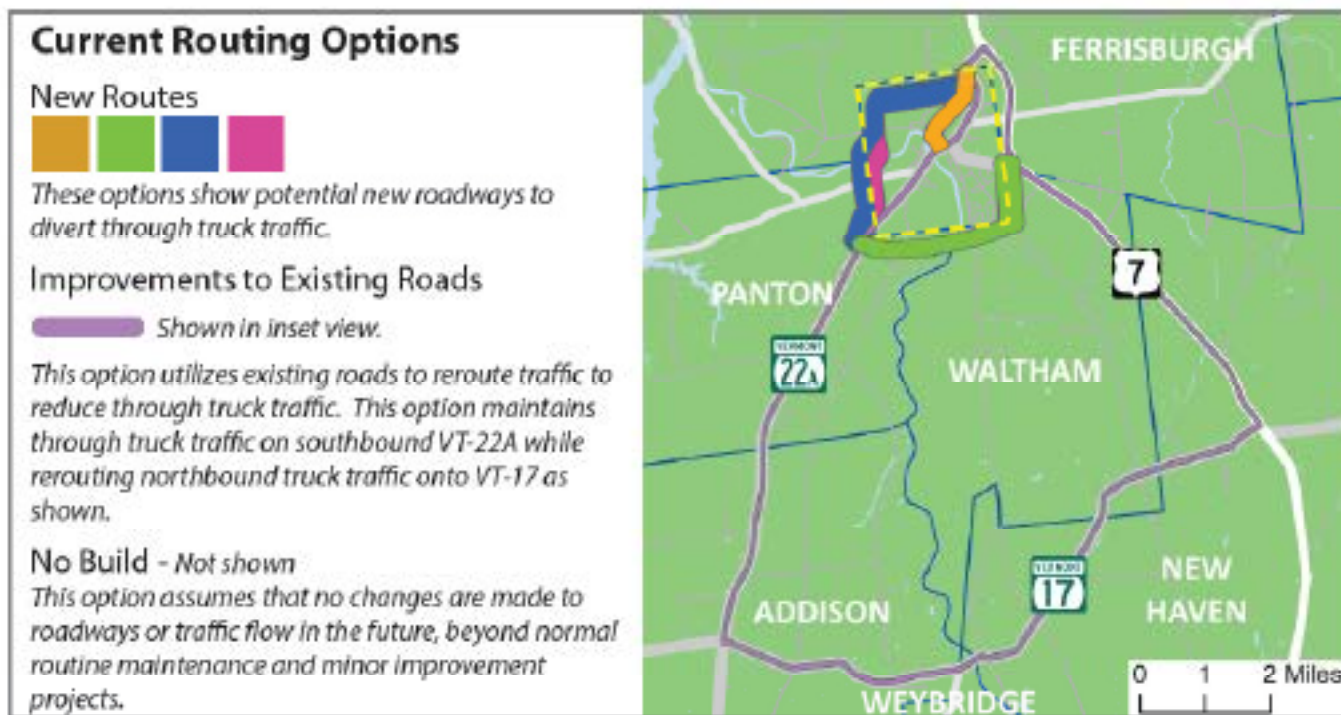 Current Routing Options
New Routes
These options show potential new roadways to
divert through truck traffic.
Improvements to Existing Roads
Shown in inset view.
This option utilizes existing roads to reroute traffic to
reduce through truck traffic. This option maintains
through truck traffic on southbound VT-22A while
rerouting northbound truck traffic onto VT-17 as
shown.
No Build - Not shown
This option assumes that no changes are made to
roadways or traffic flow in the future, beyond normal
routine maintenance and minor improvement
projects.
FERRISBURGH
7
PANTON
VERMONT
22A
WALTHAM
VERMONT
17
NEW
HAVEN
ADDISON
WEYBRIDGE
0 1 2 Miles